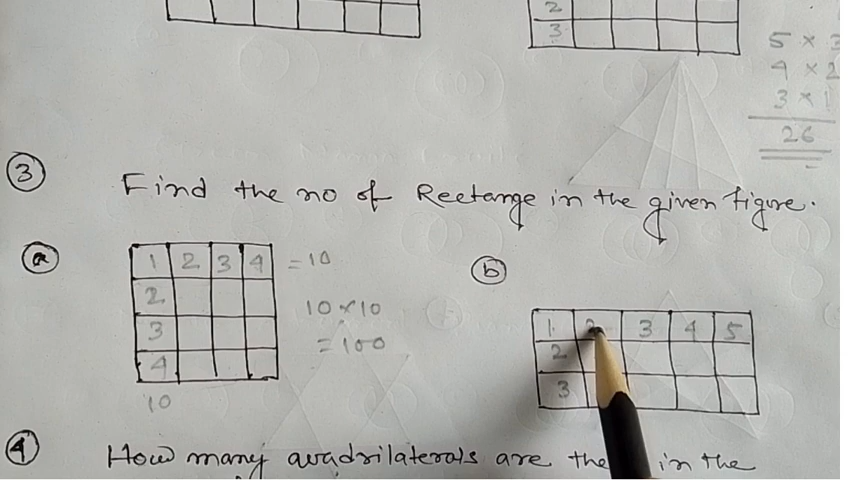 2
3
5 × 3
4 × 2
3 × 1
26
3 Find the no of Rectange in the given figure.
a
1 2 3 4 = 10
2
3
4
10
10 × 10
= 100
b
1 2 3 4 5
2
3
4 How many quadrilaterals are the in the